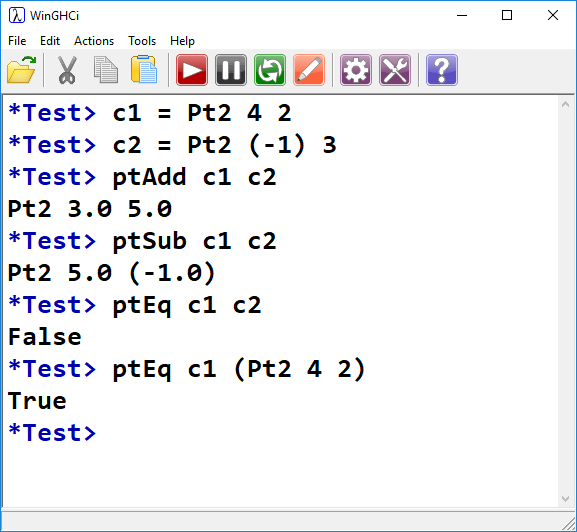 WinGHCi
File Edit Actions Tools Help
*Test> c1 = Pt2 4 2
*Test> c2 = Pt2 (-1) 3
*Test> ptAdd c1 c2
Pt2 3.0 5.0
*Test> ptSub c1 c2
Pt2 5.0 (-1.0)
*Test> ptEq c1 c2
False
*Test> ptEq c1 (Pt2 4 2)
True
*Test>